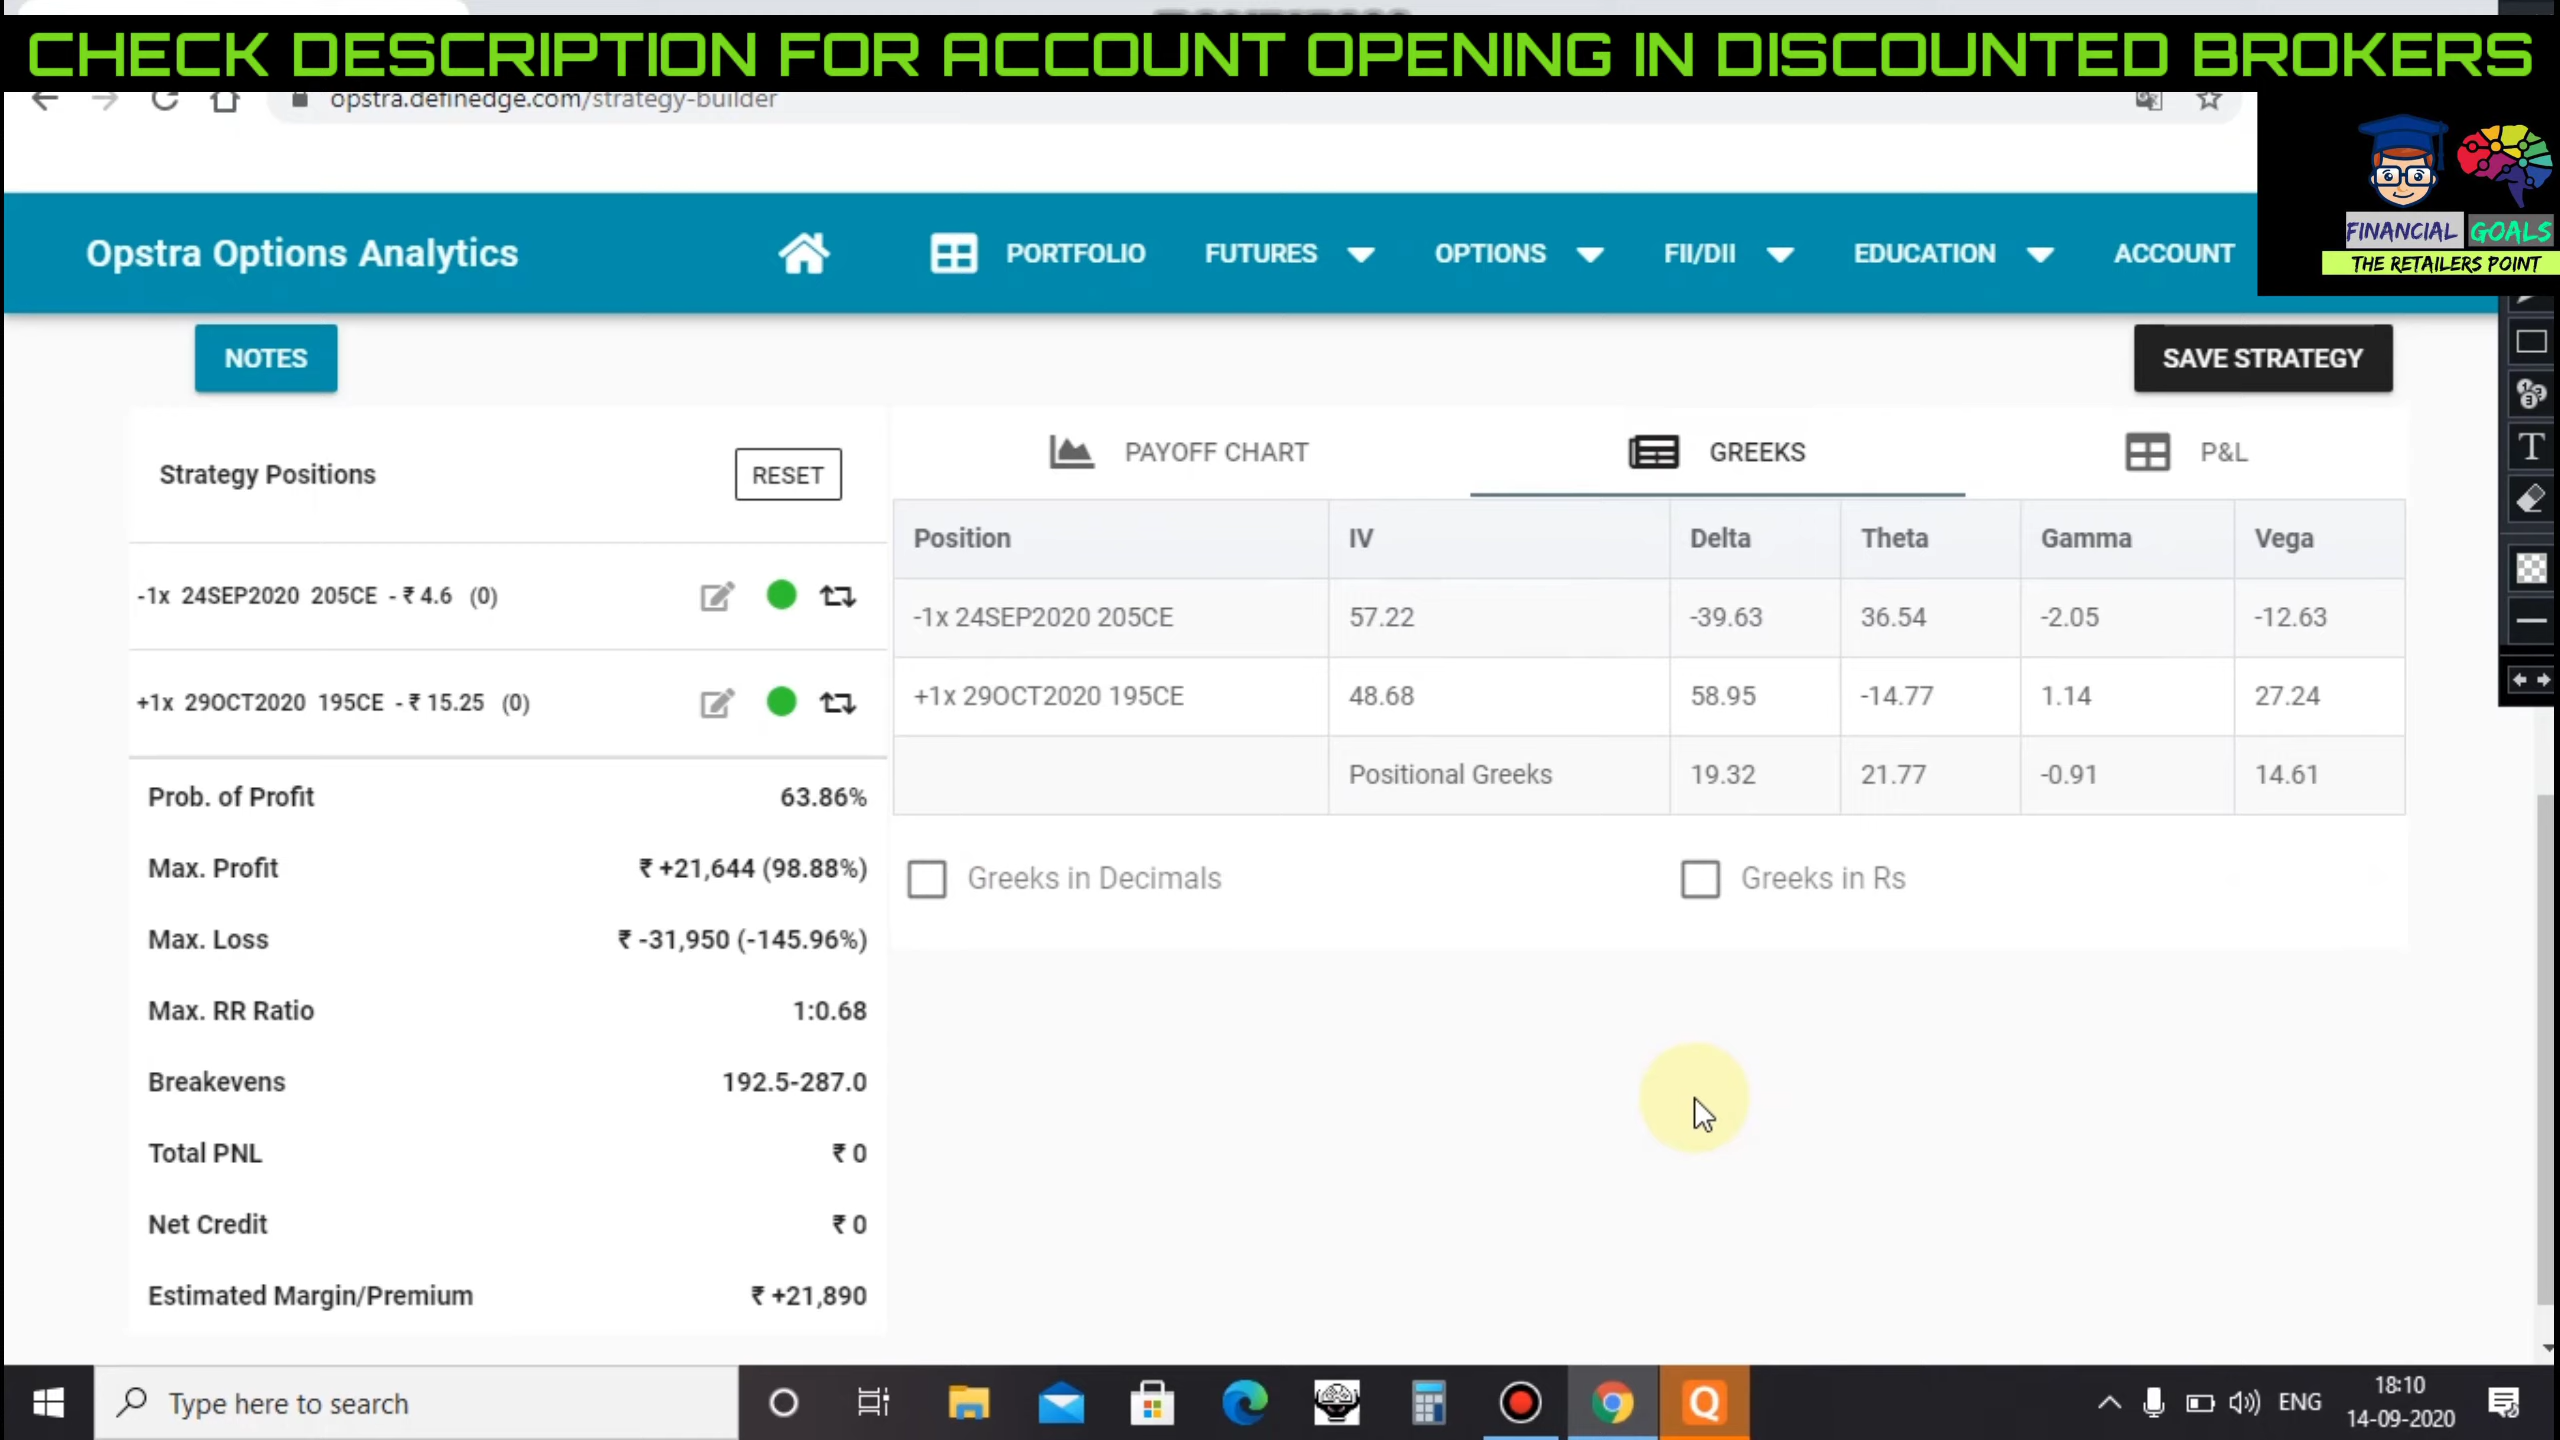 CHECK DESCRIPTION FOR ACCOUNT OPENING IN DISCOUNTED BROKERS
opstra.definedge.com/strategy-builder
FINANCIAL GOALS
THE RETAILERS POINT
Opstra Options Analytics
PORTFOLIO
FUTURES
OPTIONS
FII/DII
EDUCATION
ACCOUNT
NOTES
SAVE STRATEGY
Strategy Positions
RESET
-1x 24SEP2020 205CE - ₹ 4.6 (0)
+1x 29OCT2020 195CE - ₹ 15.25 (0)
Prob. of Profit 63.86%
Max. Profit ₹ +21,644 (98.88%)
Max. Loss ₹ -31,950 (-145.96%)
Max. RR Ratio 1:0.68
Breakevens 192.5-287.0
Total PNL ₹ 0
Net Credit ₹ 0
Estimated Margin/Premium ₹ +21,890
PAYOFF CHART
GREEKS
P&L
Position IV Delta Theta Gamma Vega
-1x 24SEP2020 205CE 57.22 -39.63 36.54 -2.05 -12.63
+1x 29OCT2020 195CE 48.68 58.95 -14.77 1.14 27.24
Positional Greeks 19.32 21.77 -0.91 14.61
Greeks in Decimals
Greeks in Rs
T
Type here to search
ENG
18:10
14-09-2020